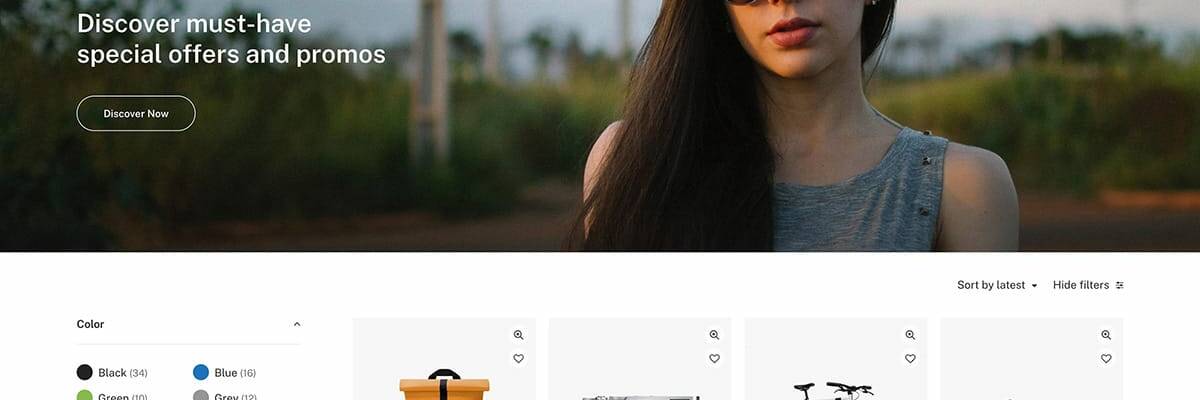 Discover must-have
special offers and promos
Discover Now
Sort by latest
Hide filters
Color
Black (34)
Blue (16)
Green (10)
Grey (12)